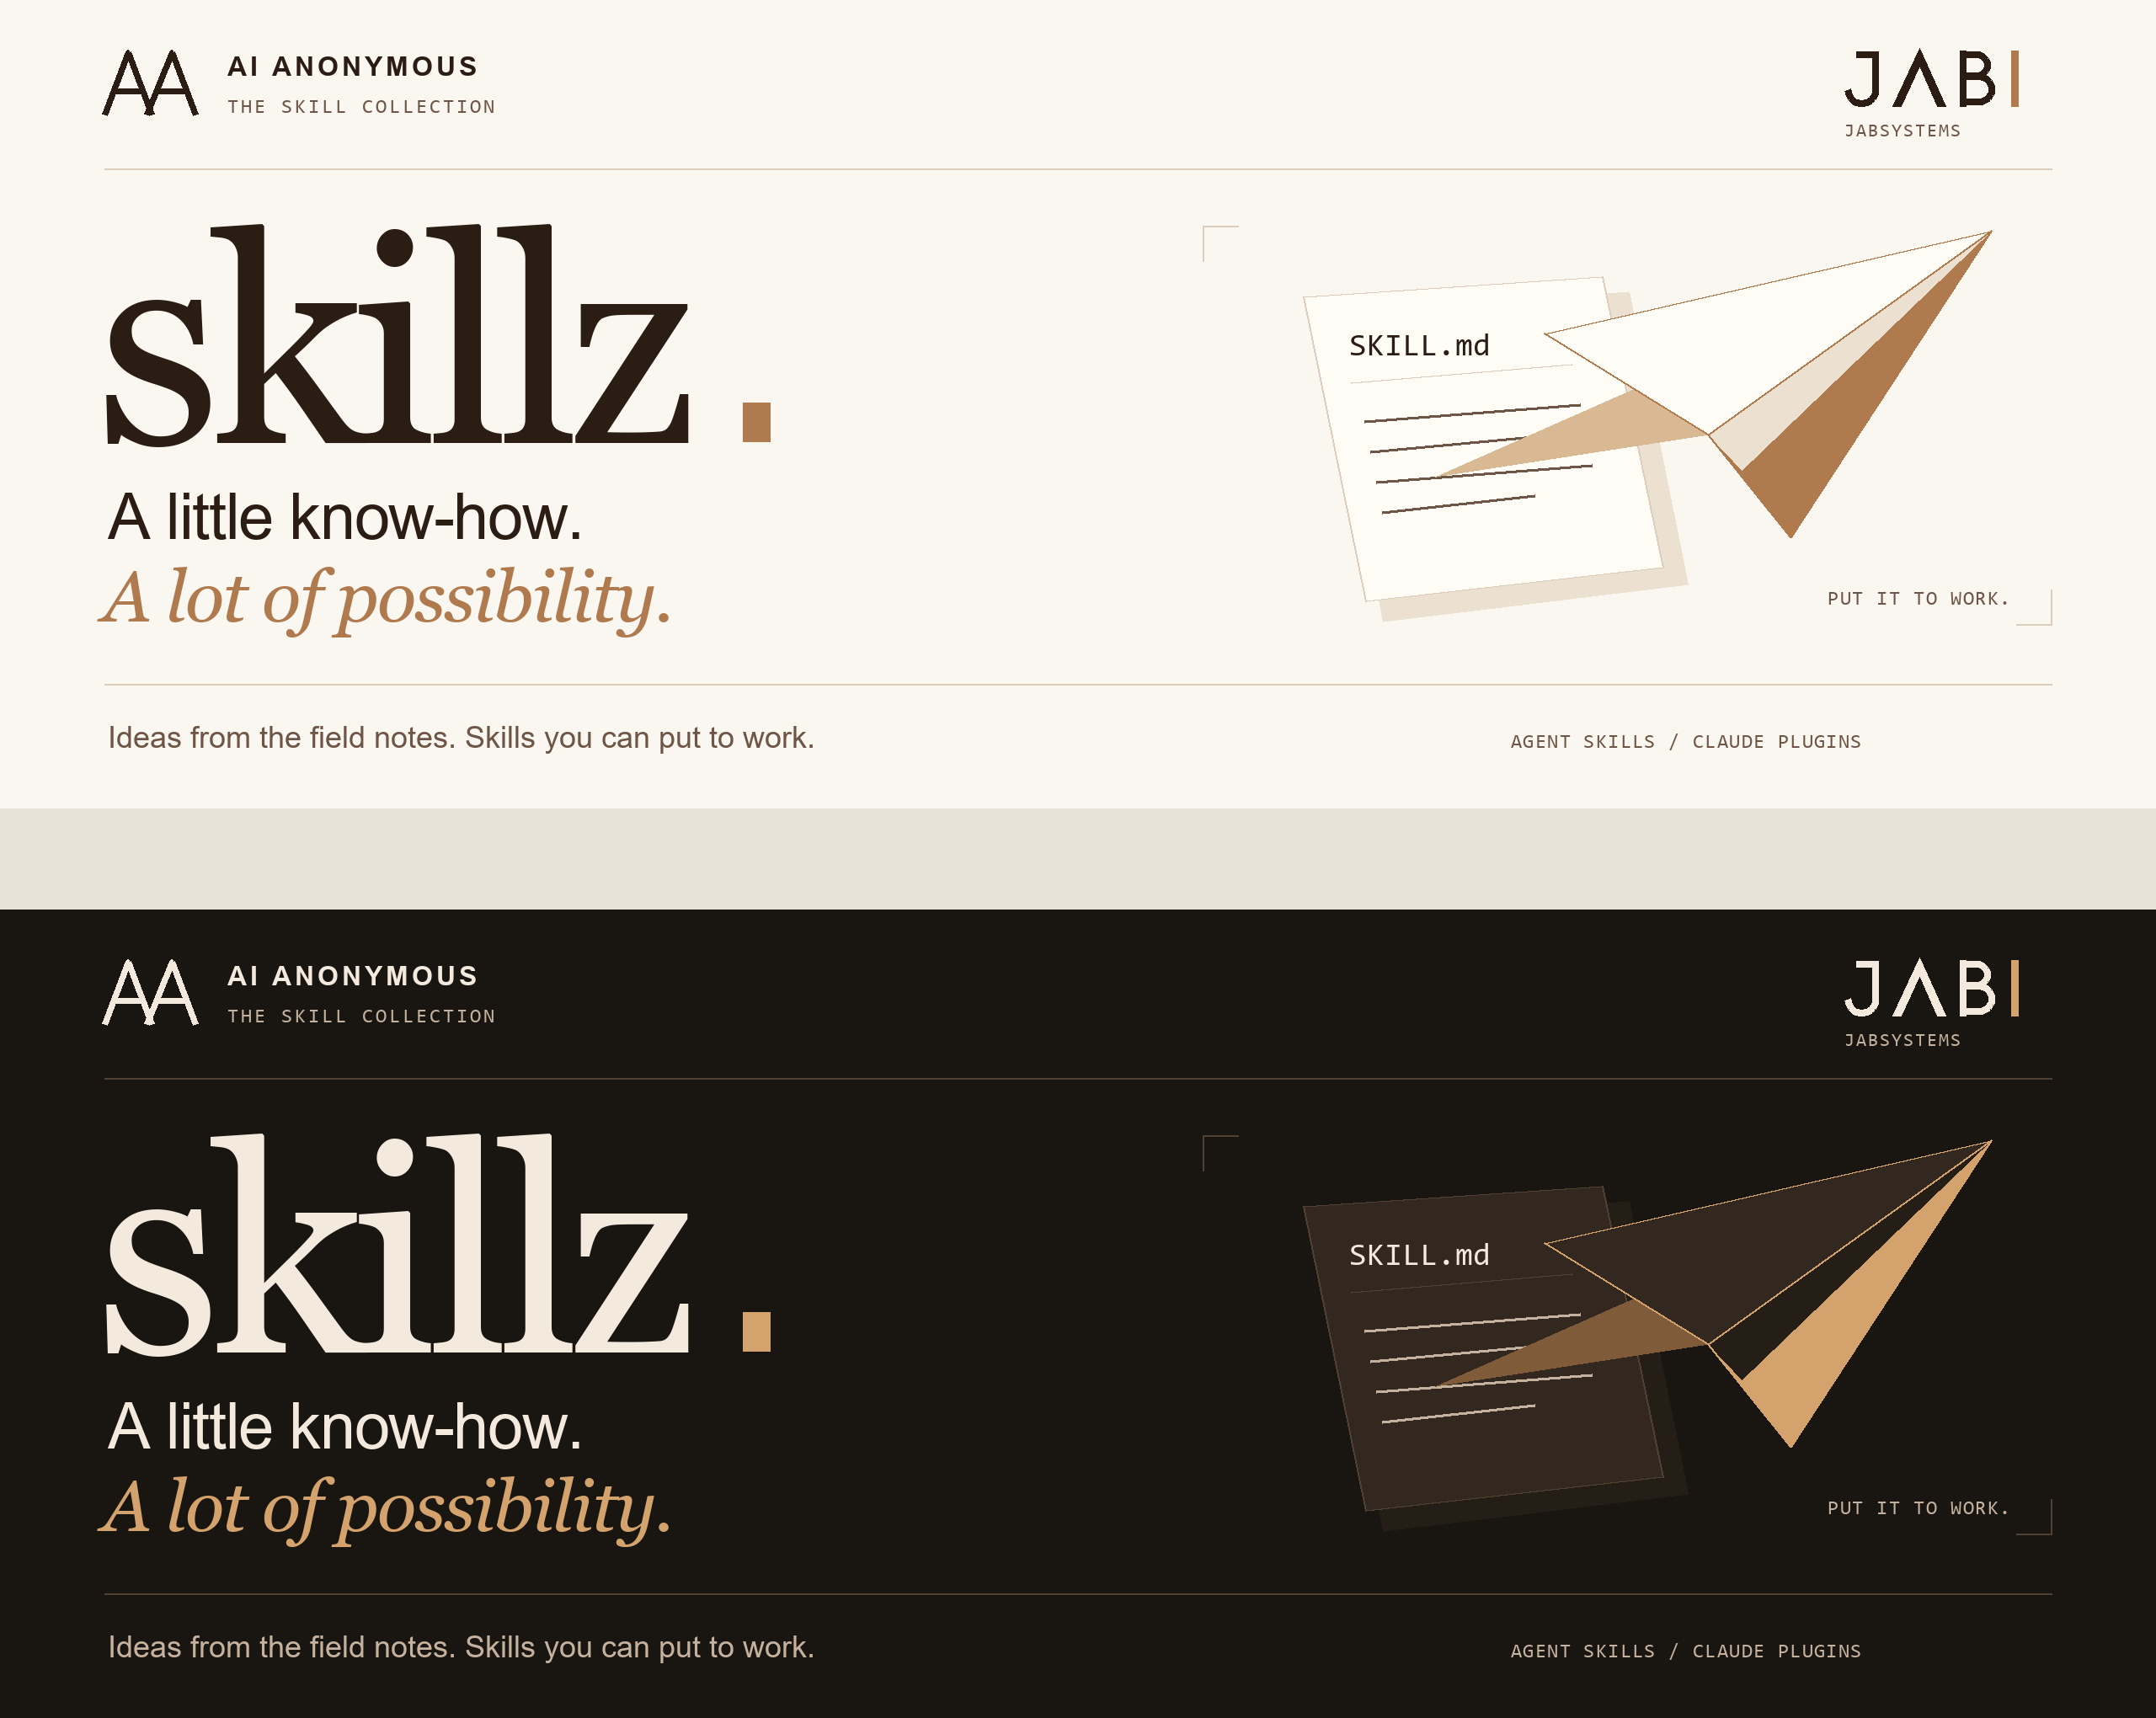 AA
AI ANONYMOUS
THE SKILL COLLECTION
JABI
JABSYSTEMS
skillz.
A little know-how.
A lot of possibility.
SKILL.md
PUT IT TO WORK.
Ideas from the field notes. Skills you can put to work.
AGENT SKILLS / CLAUDE PLUGINS
AA
AI ANONYMOUS
THE SKILL COLLECTION
JABI
JABSYSTEMS
skillz.
A little know-how.
A lot of possibility.
SKILL.md
PUT IT TO WORK.
Ideas from the field notes. Skills you can put to work.
AGENT SKILLS / CLAUDE PLUGINS